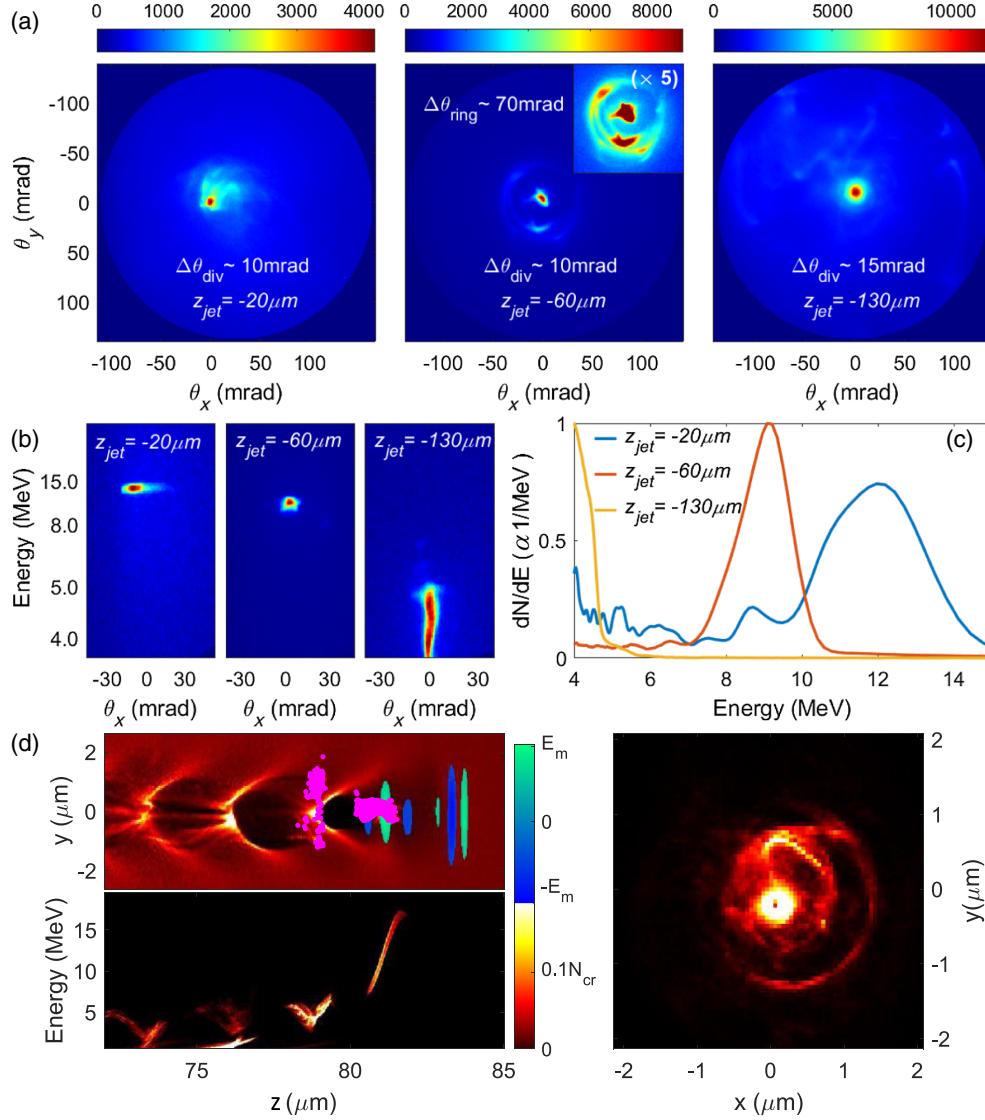 (a)
0 1000 2000 3000 4000
0 2000 4000 6000 8000
0 5000 10000
-100
-50
0
50
100
θy (mrad)
Δθdiv~ 10mrad
zjet= -20μm
Δθring~ 70mrad
(× 5)
Δθdiv~ 10mrad
zjet= -60μm
Δθdiv~ 15mrad
zjet= -130μm
-100 -50 0 50 100
-100 -50 0 50 100
-100 -50 0 50 100
θx (mrad)
θx (mrad)
θx (mrad)
(b)
zjet= -20μm
zjet= -60μm
zjet= -130μm
15.0
8.0
5.0
4.0
Energy (MeV)
-30 0 30
-30 0 30
-30 0 30
θx (mrad)
θx (mrad)
θx (mrad)
(c)
zjet= -20μm
zjet= -60μm
zjet= -130μm
1
0.5
0
dN/dE (α 1/MeV)
4 6 8 10 12 14
Energy (MeV)
(d)
2
0
-2
y (μm)
Em
0
-Em
0.1Ncr
0
15
10
5
Energy (MeV)
75 80 85
z (μm)
2
1
0
-1
-2
y(μm)
-2 -1 0 1 2
x (μm)